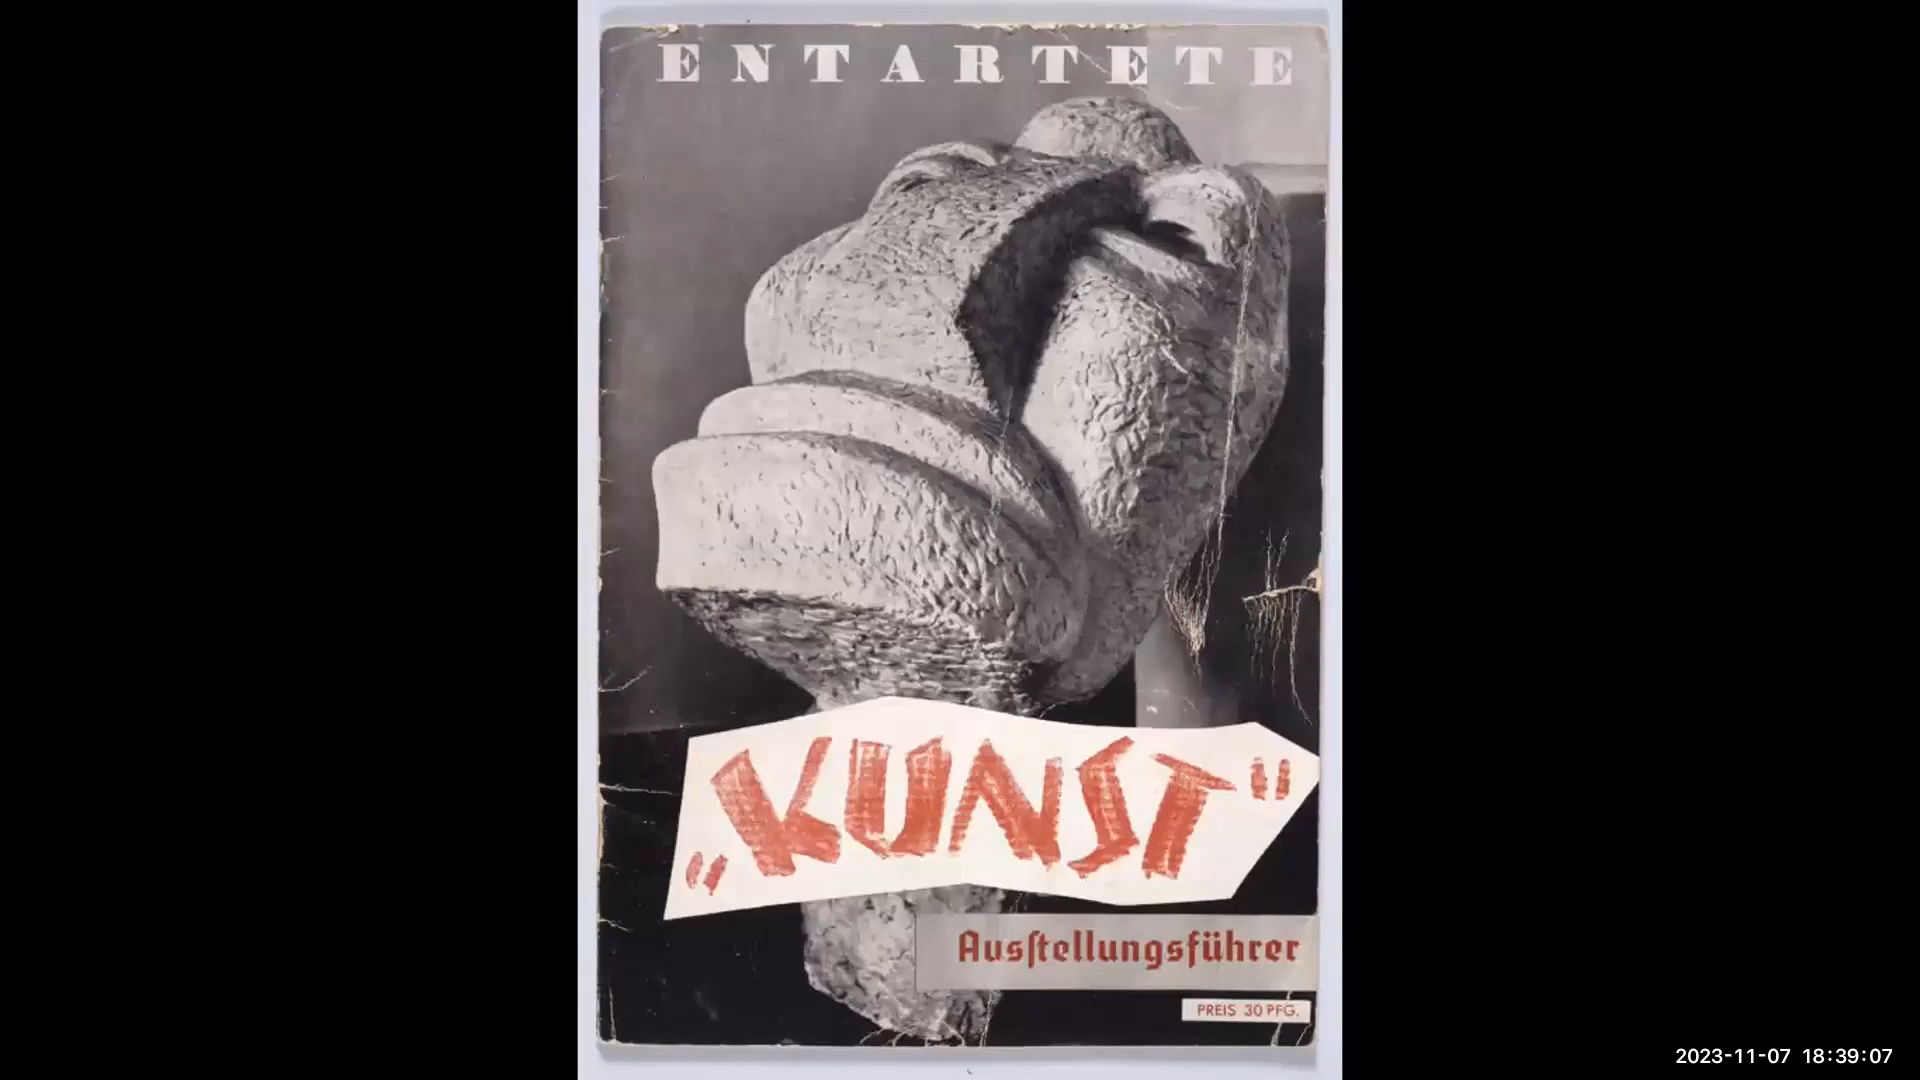 ENTARTETE
„KUNST"
Ausſtellungsführer
PREIS 30 PFG.
2023-11-07 18:39:07